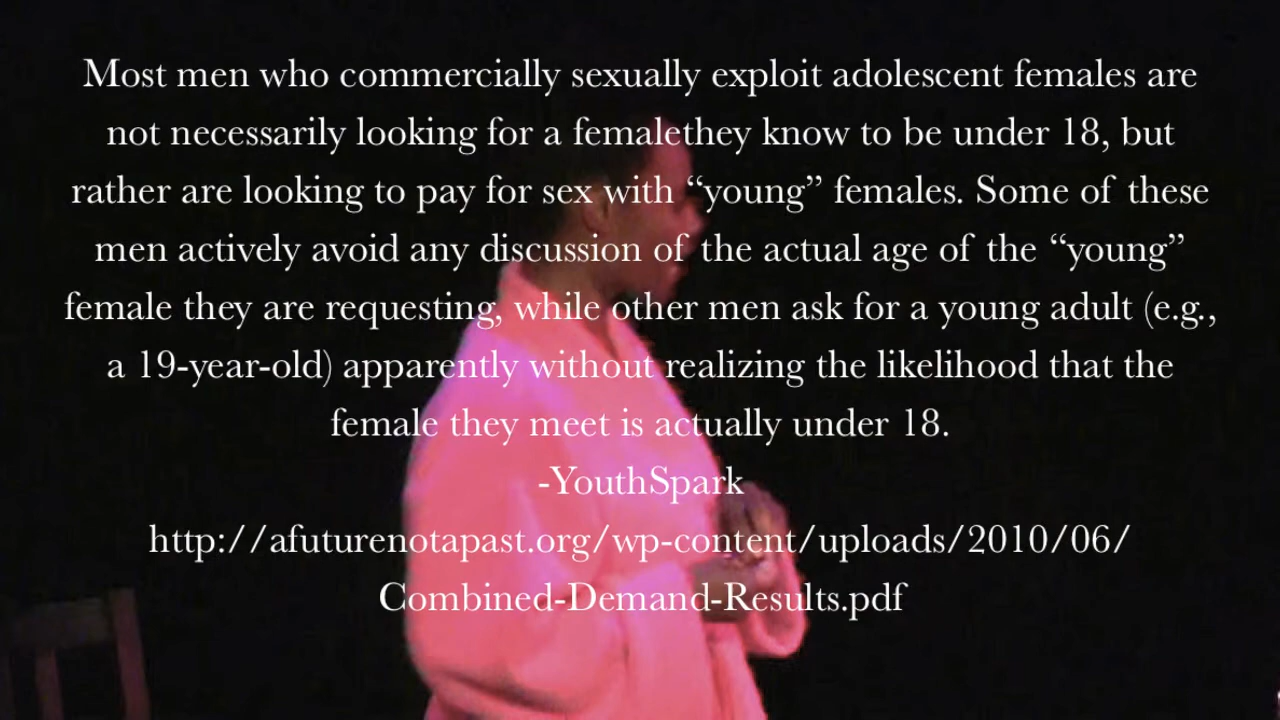 Most men who commercially sexually exploit adolescent females are
not necessarily looking for a femalethey know to be under 18, but
rather are looking to pay for sex with “young” females. Some of these
men actively avoid any discussion of the actual age of the “young”
female they are requesting, while other men ask for a young adult (e.g.,
a 19-year-old) apparently without realizing the likelihood that the
female they meet is actually under 18.
-YouthSpark
http://afuturenotapast.org/wp-content/uploads/2010/06/
Combined-Demand-Results.pdf